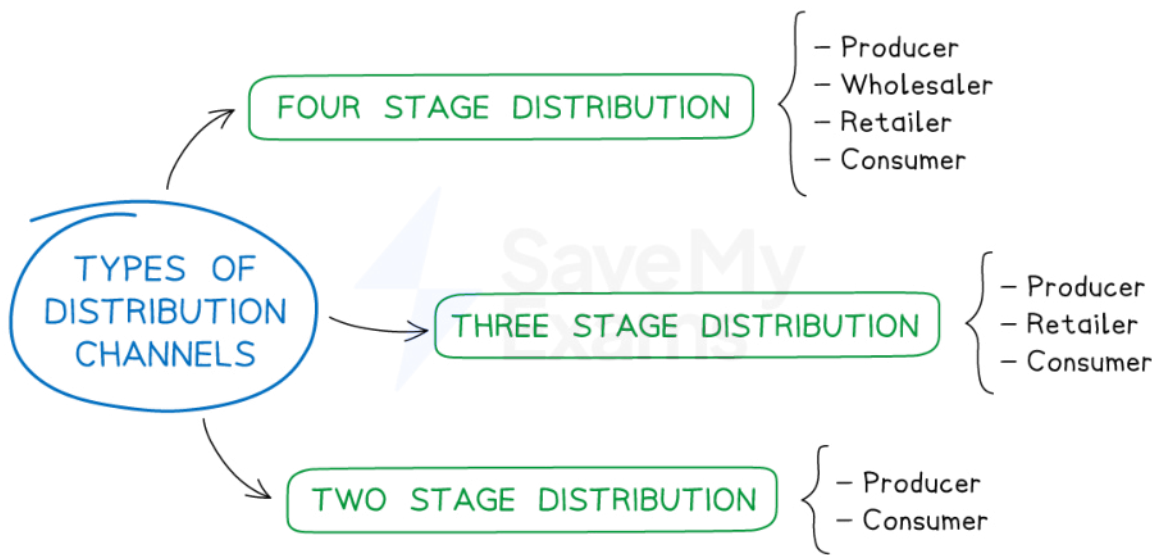 FOUR STAGE DISTRIBUTION
– Producer
– Wholesaler
– Retailer
– Consumer
TYPES OF
DISTRIBUTION
CHANNELS
SaveMy
Exams
THREE STAGE DISTRIBUTION
– Producer
– Retailer
– Consumer
TWO STAGE DISTRIBUTION
– Producer
– Consumer